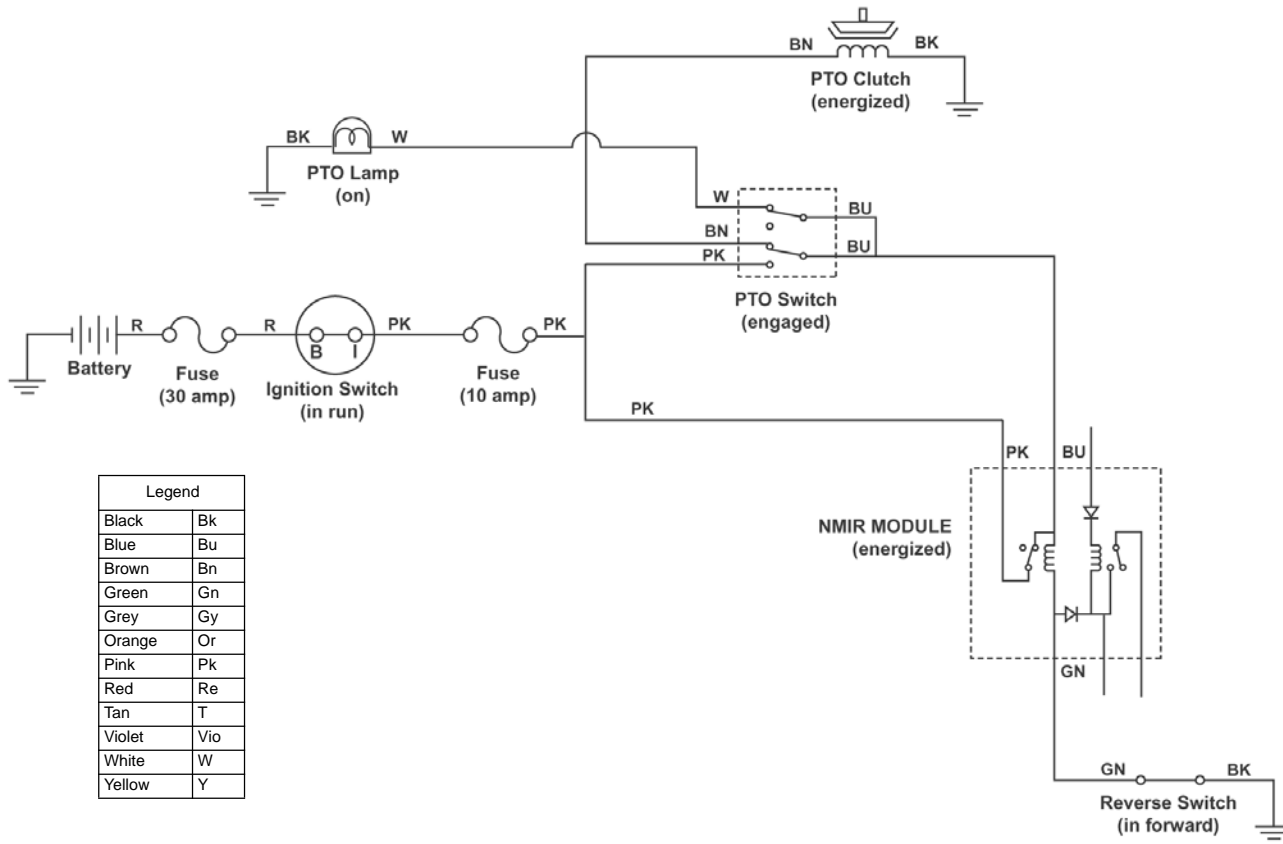 BN
BK
PTO Clutch
(energized)
BK
W
PTO Lamp
(on)
W
BU
BN
BU
PK
PTO Switch
(engaged)
R
R
PK
PK
B
I
Battery
Fuse
(30 amp)
Ignition Switch
(in run)
Fuse
(10 amp)
PK
PK
BU
NMIR MODULE
(energized)
GN
GN
BK
Reverse Switch
(in forward)
Legend
Black Bk
Blue Bu
Brown Bn
Green Gn
Grey Gy
Orange Or
Pink Pk
Red Re
Tan T
Violet Vio
White W
Yellow Y